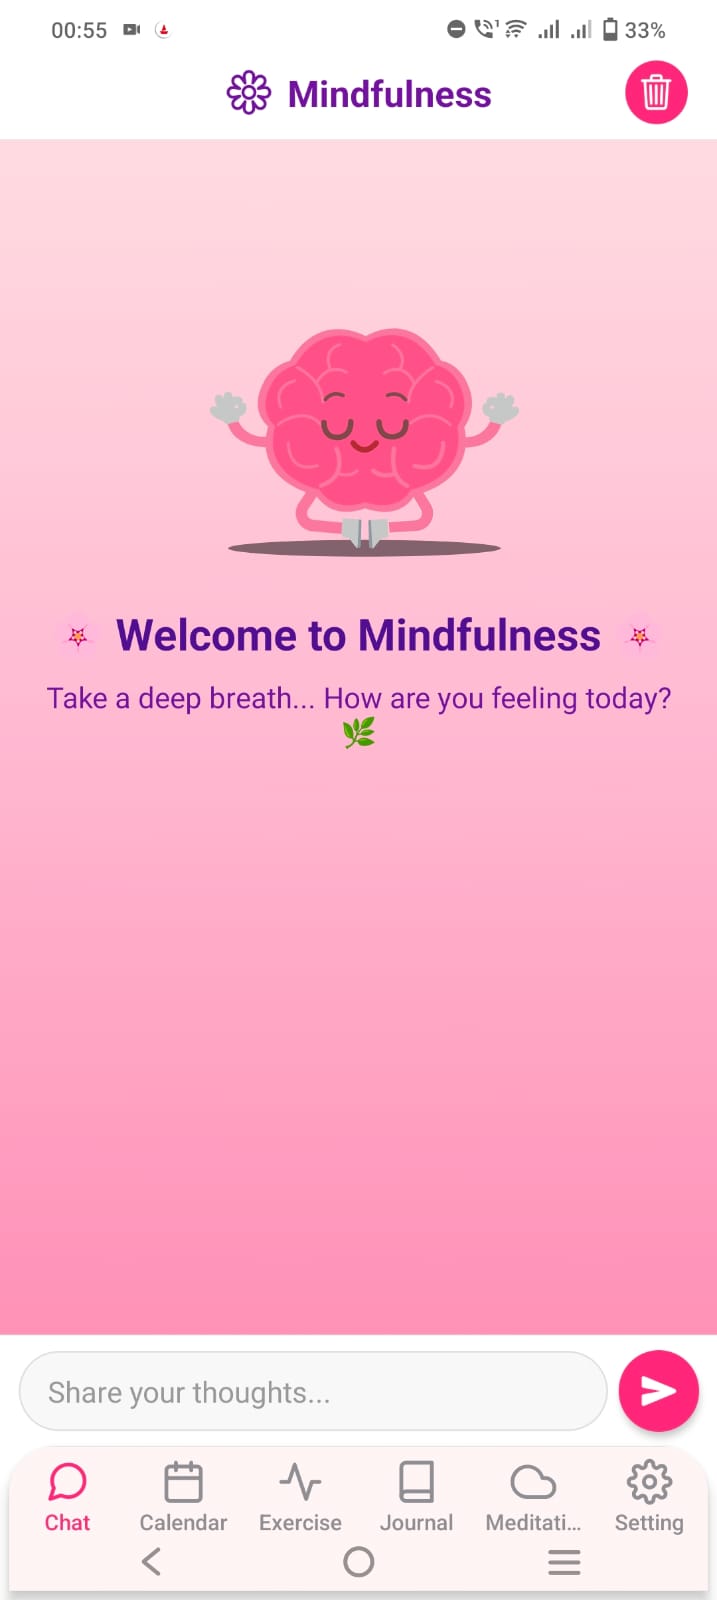 00:55 33%
Mindfulness
Welcome to Mindfulness
Take a deep breath... How are you feeling today?
🌿
Share your thoughts...
Chat Calendar Exercise Journal Meditati... Setting